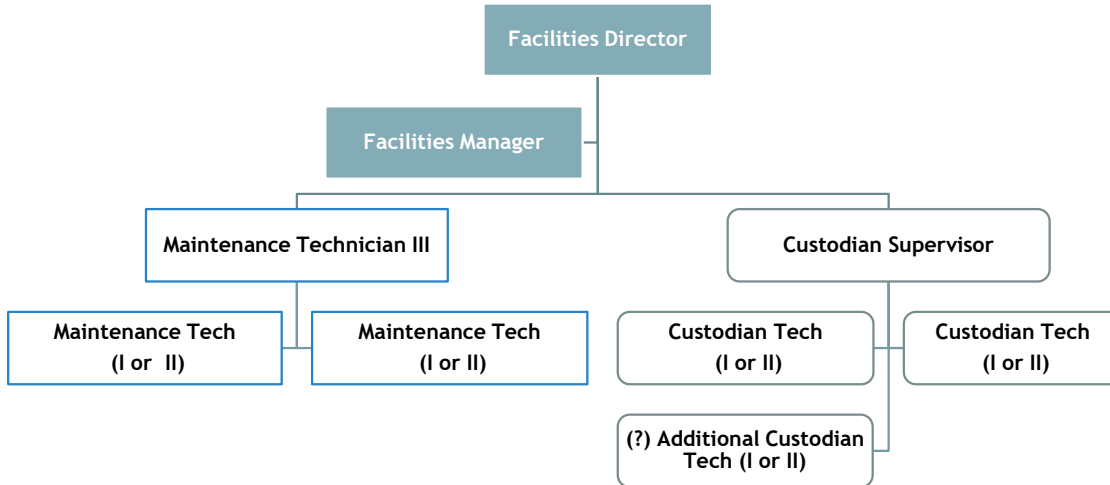 Facilities Director
Facilities Manager
Maintenance Technician III
Custodian Supervisor
Maintenance Tech
(I or  II)
Maintenance Tech
(I or II)
Custodian Tech
(I or II)
Custodian Tech
(I or II)
(?) Additional Custodian
Tech (I or II)